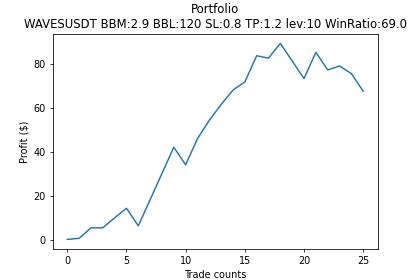 Portfolio
WAVESUSDT BBM:2.9 BBL:120 SL:0.8 TP:1.2 lev:10 WinRatio:69.0
80
60
40
20
0
Profit ($)
0 5 10 15 20 25
Trade counts